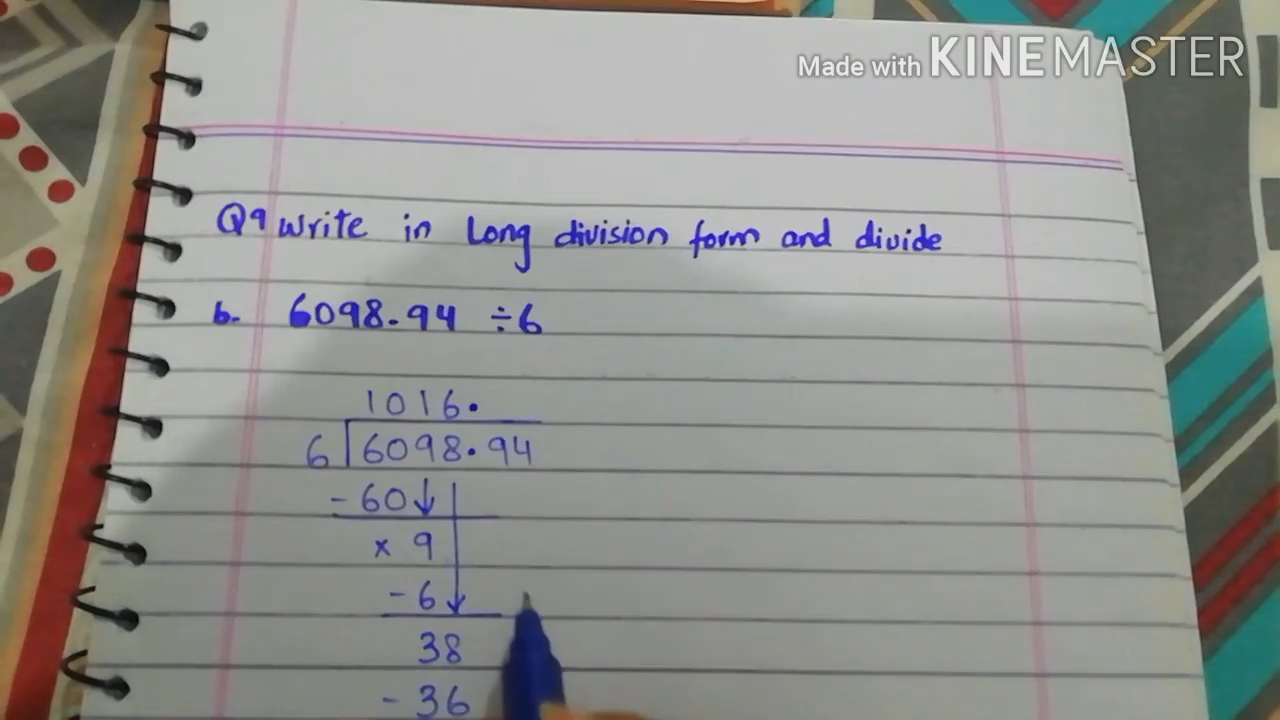 Made with KINEMASTER
Q9 Write in Long division form and divide
b. 6098.94 ÷6
1016.
6 6098.94
- 60
× 9
- 6
38
- 36